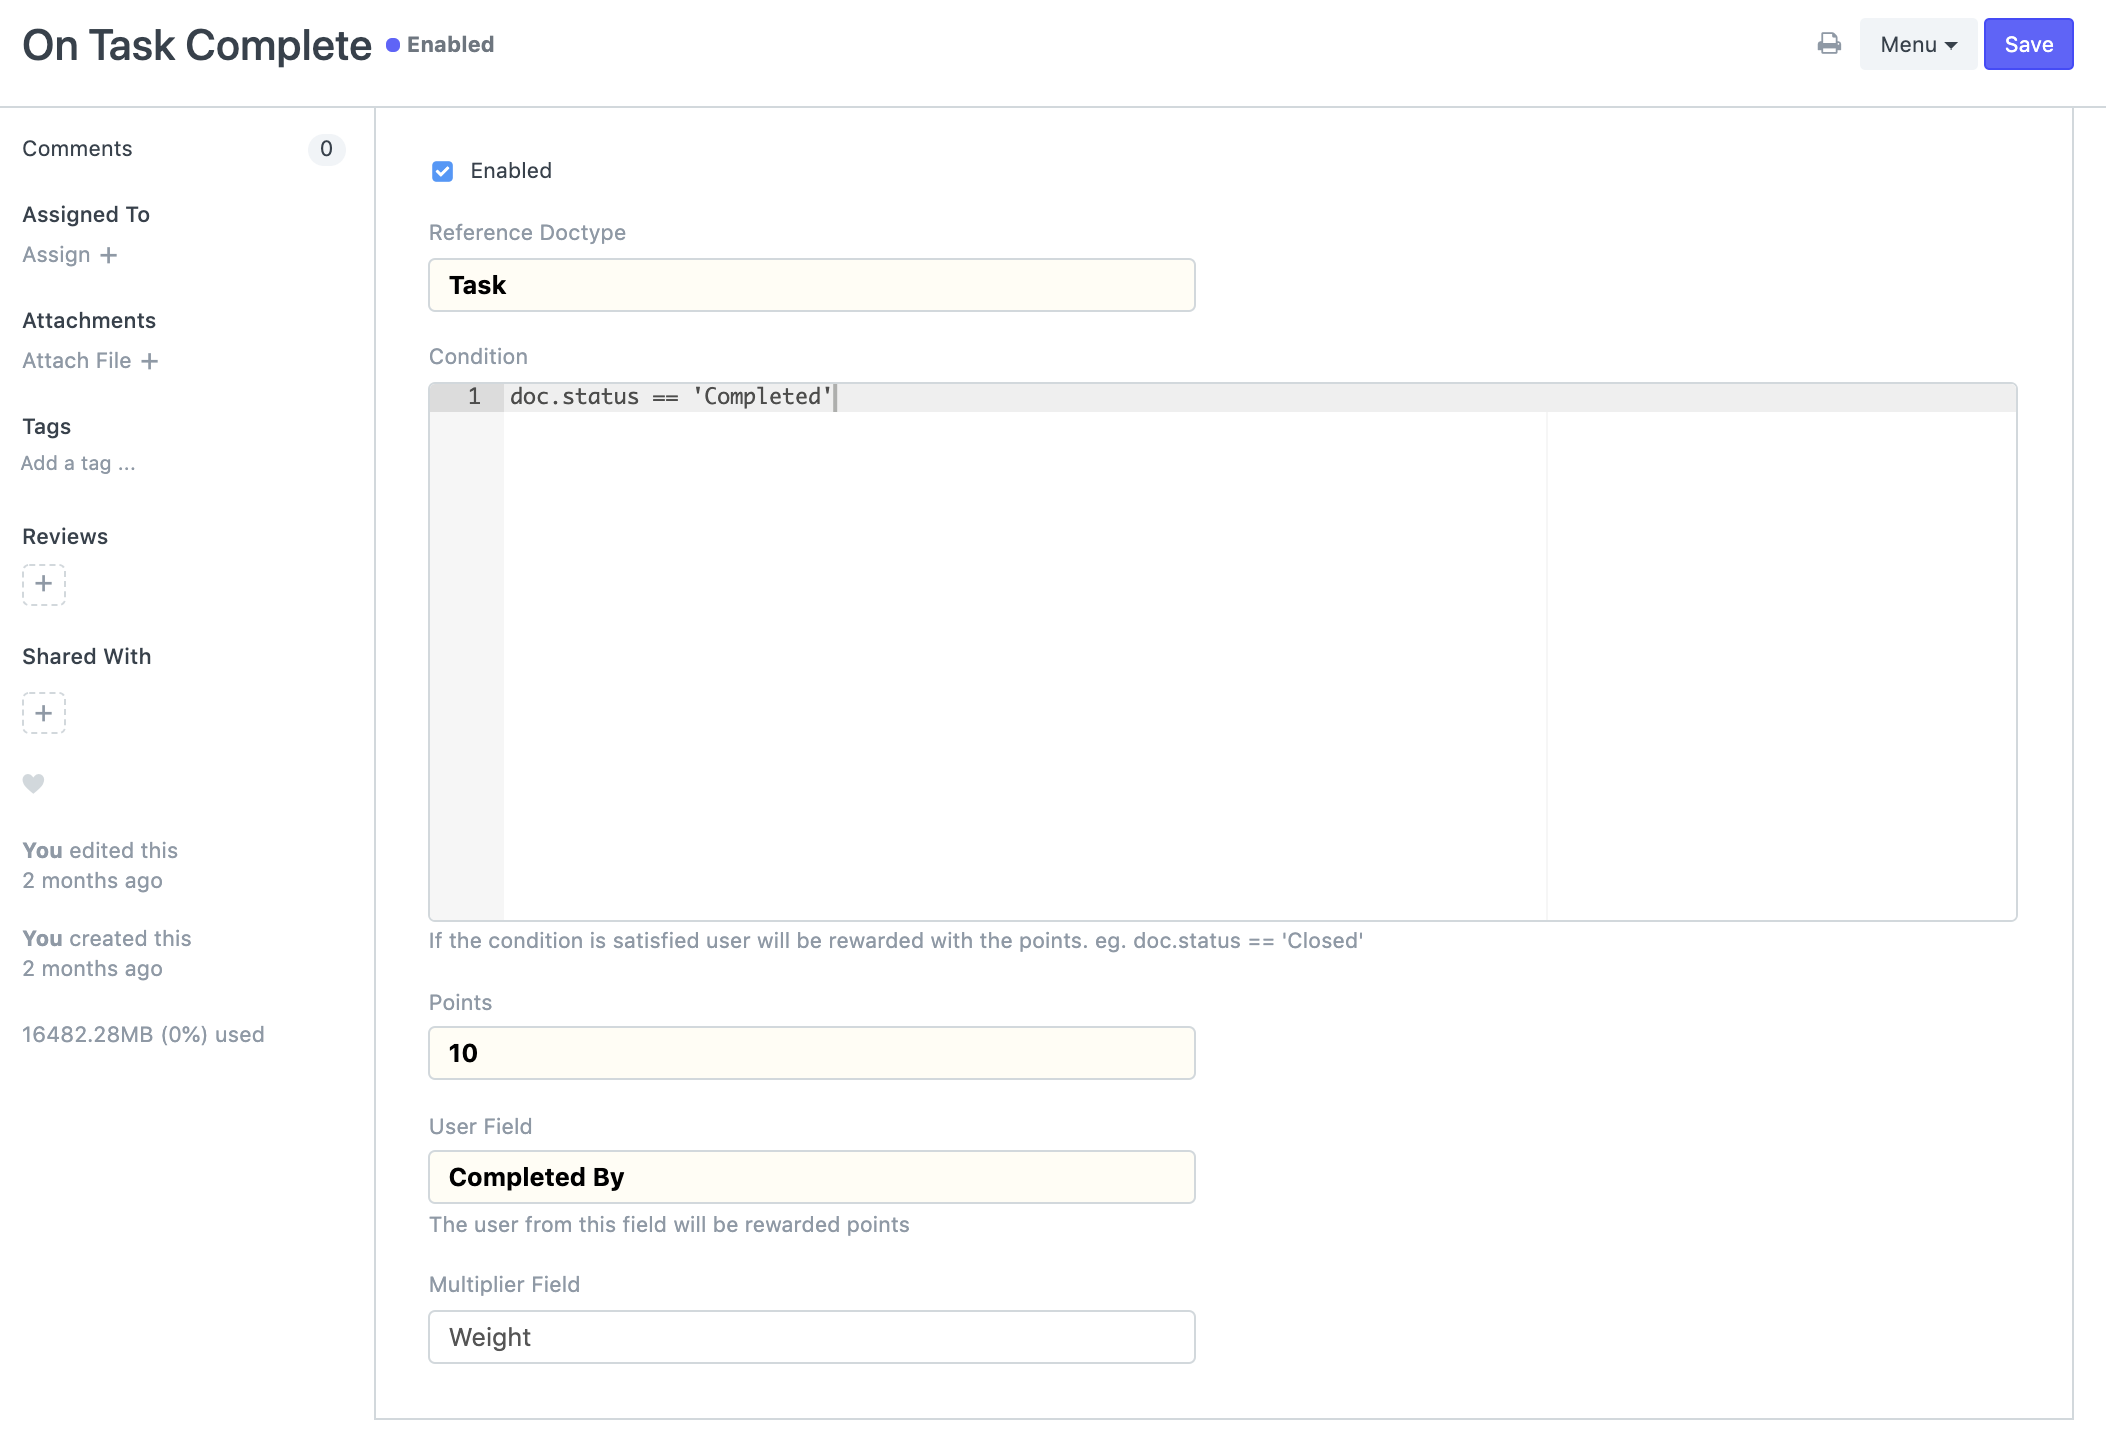 On Task Complete Enabled Menu Save
Comments 0
Assigned To
Assign +
Attachments
Attach File +
Tags
Add a tag ...
Reviews
+
Shared With
+
You edited this
2 months ago
You created this
2 months ago
16482.28MB (0%) used
Enabled
Reference Doctype
Task
Condition
1 doc.status == 'Completed'
If the condition is satisfied user will be rewarded with the points. eg. doc.status == 'Closed'
Points
10
User Field
Completed By
The user from this field will be rewarded points
Multiplier Field
Weight